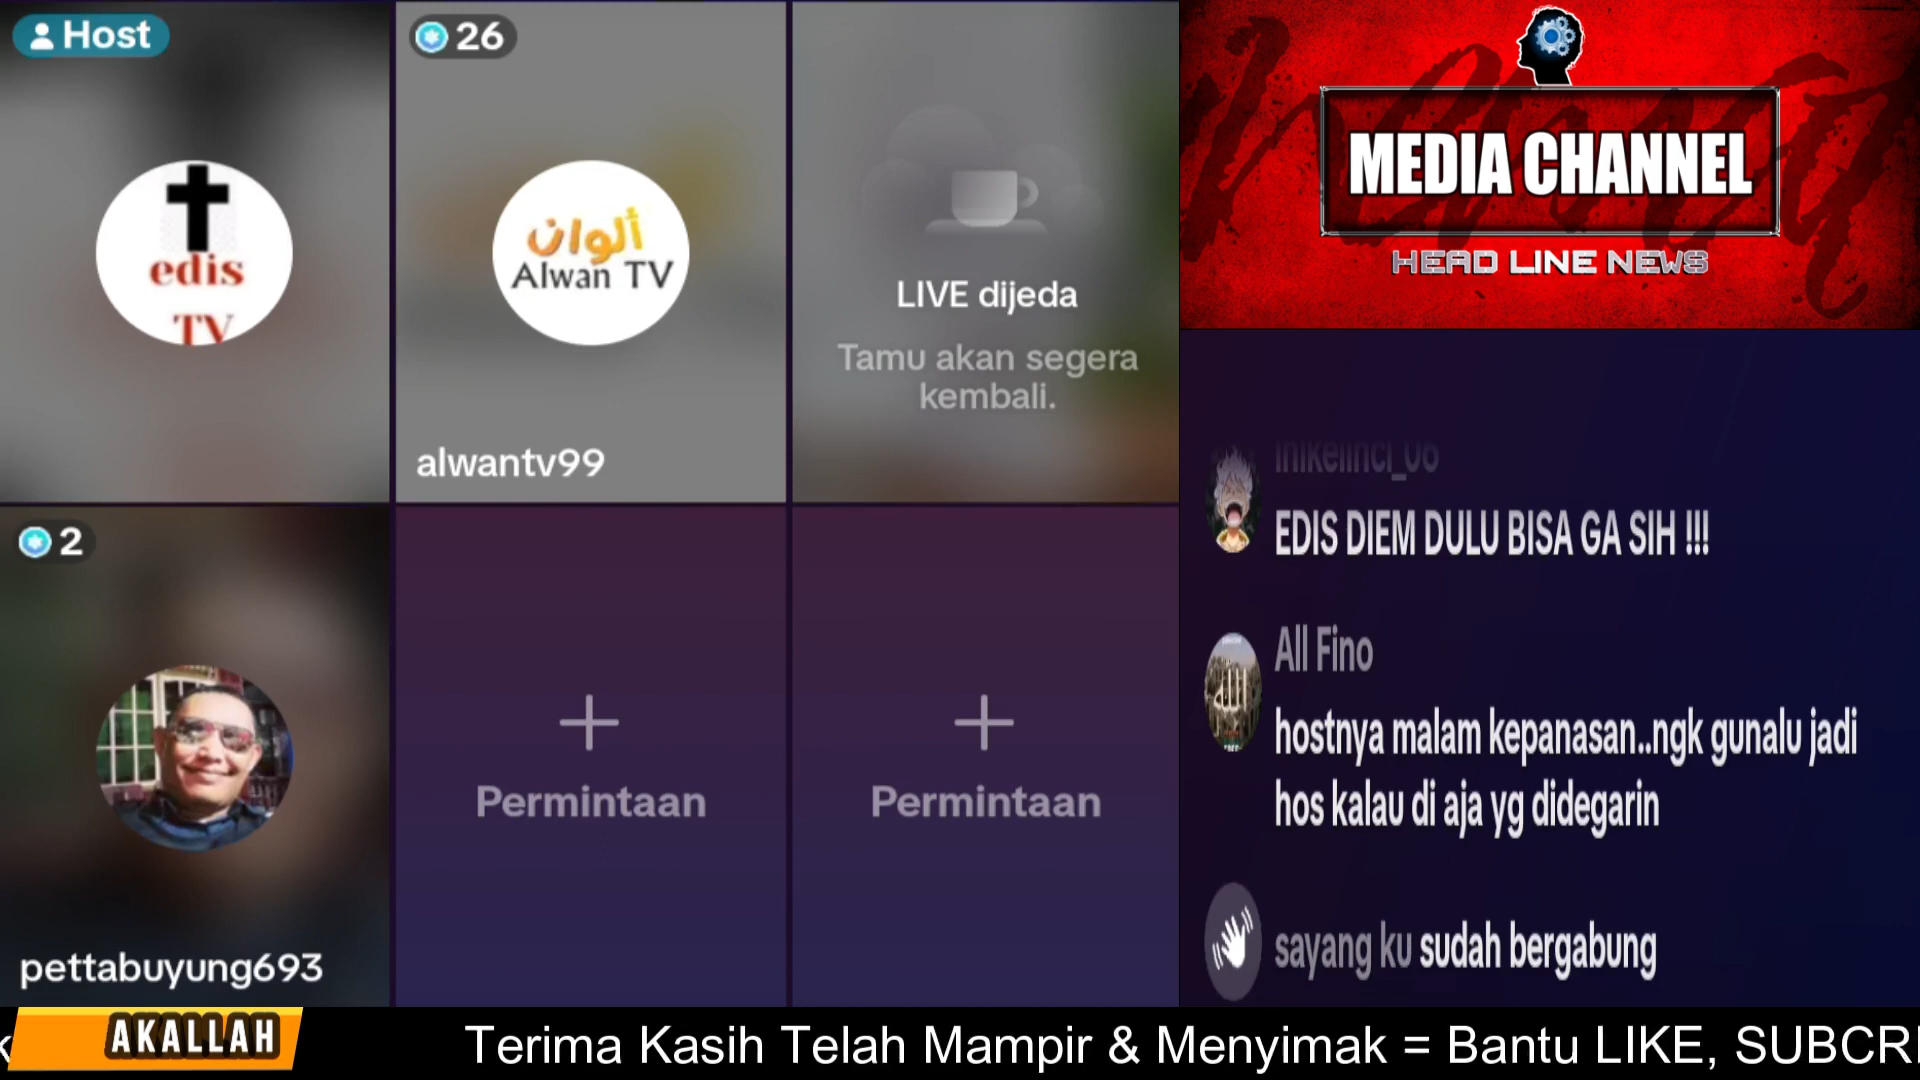 Host
edis
TV
26
ألوان
Alwan TV
alwantv99
LIVE dijeda
Tamu akan segera
kembali.
2
pettabuyung693
Permintaan
Permintaan
MEDIA CHANNEL
HEAD LINE NEWS
inikelinci_06
EDIS DIEM DULU BISA GA SIH !!!
All Fino
hostnya malam kepanasan..ngk gunalu jadi
hos kalau di aja yg didegarin
sayang ku sudah bergabung
AKALLAH
Terima Kasih Telah Mampir & Menyimak = Bantu LIKE, SUBCRI